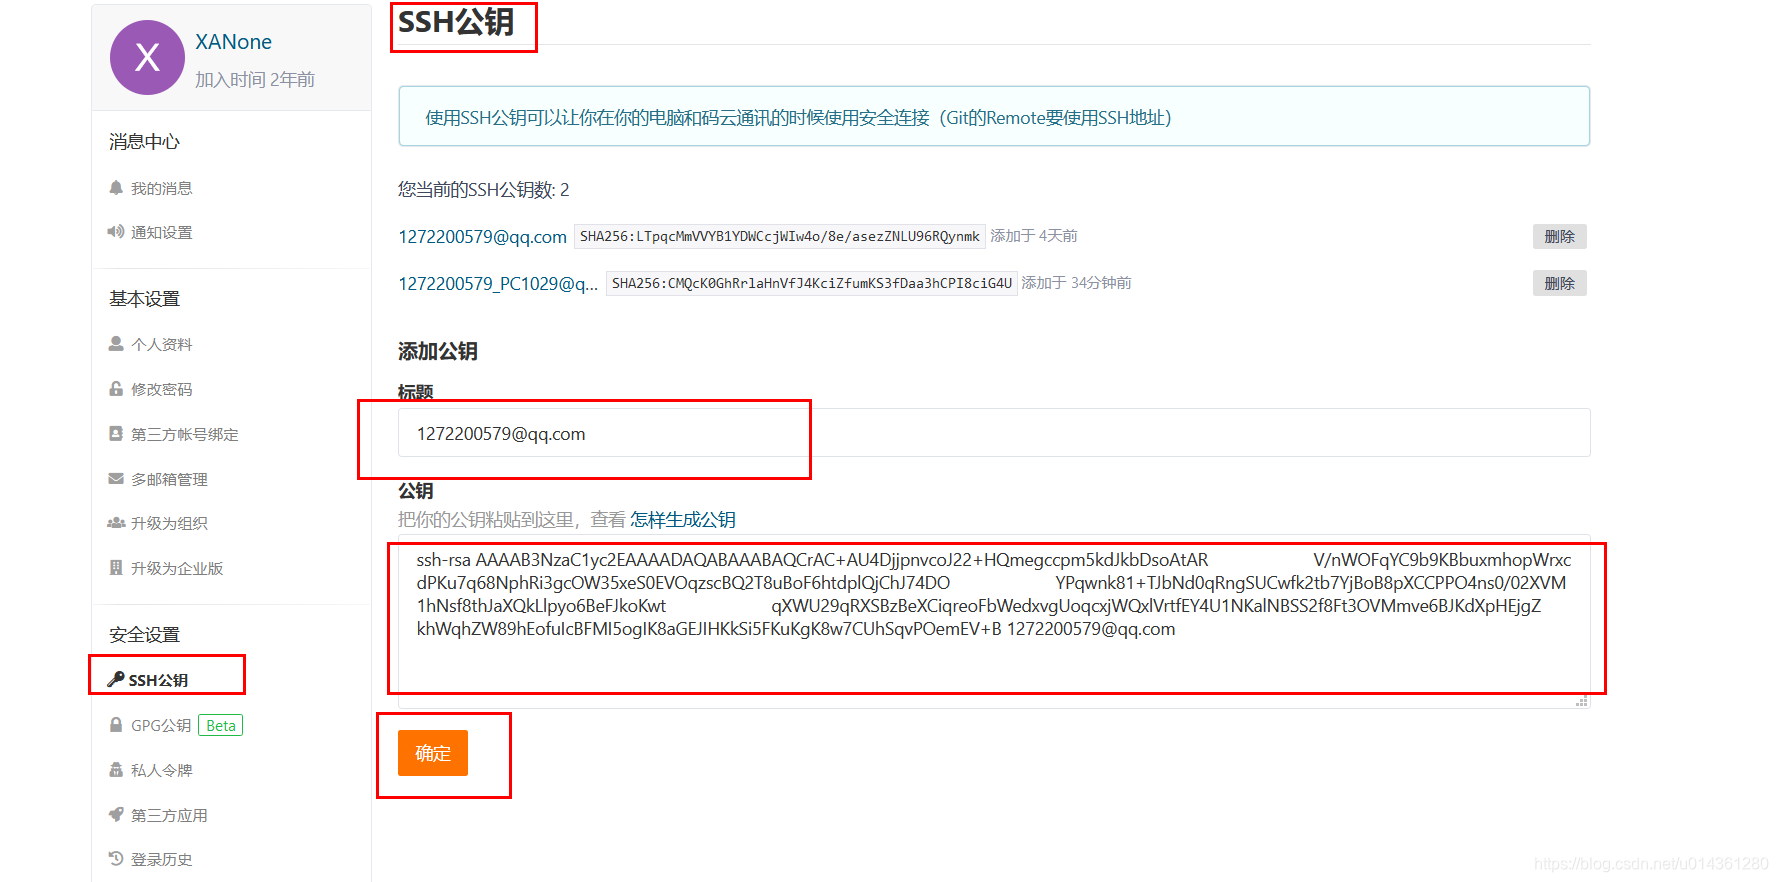 X
XANone
加入时间 2年前
消息中心
我的消息
通知设置
基本设置
个人资料
修改密码
第三方帐号绑定
多邮箱管理
升级为组织
升级为企业版
安全设置
SSH公钥
GPG公钥 Beta
私人令牌
第三方应用
登录历史
SSH公钥
使用SSH公钥可以让你在你的电脑和码云通讯的时候使用安全连接（Git的Remote要使用SSH地址）
您当前的SSH公钥数: 2
1272200579@qq.com SHA256:LTpqcMmVVYB1YDWCcjWIw4o/8e/asezZNLU96RQynmk 添加于 4天前 删除
1272200579_PC1029@q... SHA256:CMQcK0GhRrlaHnVfJ4KciZfumKS3fDaa3hCPI8ciG4U 添加于 34分钟前 删除
添加公钥
标题
1272200579@qq.com
公钥
把你的公钥粘贴到这里，查看 怎样生成公钥
ssh-rsa AAAAB3NzaC1yc2EAAAADAQABAAABAQCrAC+AU4DjjpnvcoJ22+HQmegccpm5kdJkbDsoAtAR V/nWOFqYC9b9KBbuxmhopWrxc
dPKu7q68NphRi3gcOW35xeS0EVOqzscBQ2T8uBoF6htdplQjChJ74DO YPqwnk81+TJbNd0qRngSUCwfk2tb7YjBoB8pXCCPPO4ns0/02XVM
1hNsf8thJaXQkLlpyo6BeFJkoKwt qXWU29qRXSBzBeXCiqreoFbWedxvgUoqcxjWQxlVrtfEY4U1NKalNBSS2f8Ft3OVMmve6BJKdXpHEjgZ
khWqhZW89hEofuIcBFMI5ogIK8aGEJIHKkSi5FKuKgK8w7CUhSqvPOemEV+B 1272200579@qq.com
确定
https://blog.csdn.net/u014361280